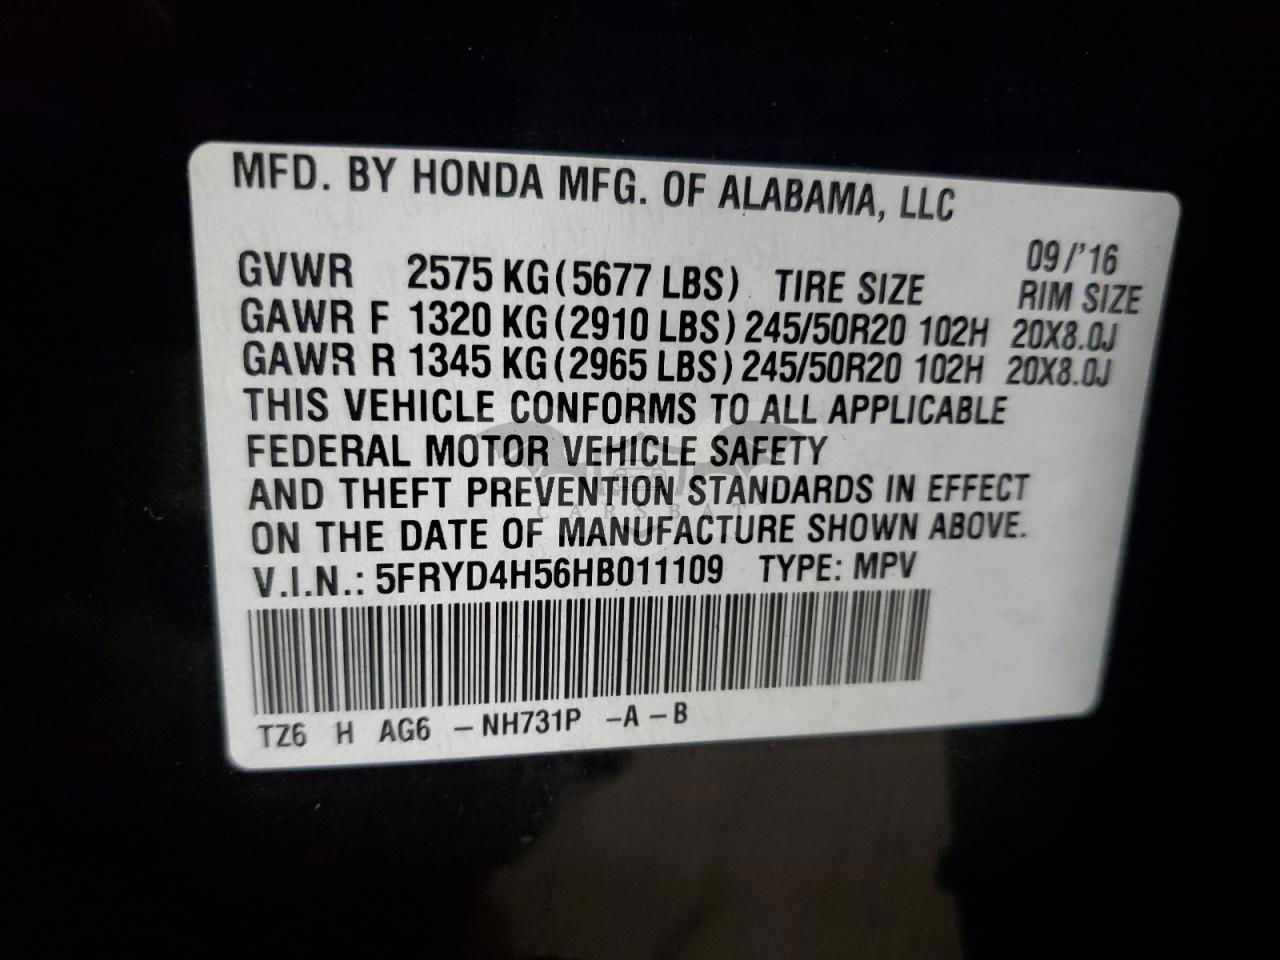 MFD. BY HONDA MFG. OF ALABAMA, LLC
09/'16
GVWR 2575 KG (5677 LBS) TIRE SIZE RIM SIZE
GAWR F 1320 KG (2910 LBS) 245/50R20 102H 20X8.0J
GAWR R 1345 KG (2965 LBS) 245/50R20 102H 20X8.0J
THIS VEHICLE CONFORMS TO ALL APPLICABLE
FEDERAL MOTOR VEHICLE SAFETY
AND THEFT PREVENTION STANDARDS IN EFFECT
ON THE DATE OF MANUFACTURE SHOWN ABOVE.
V.I.N.: 5FRYD4H56HB011109 TYPE: MPV
TZ6 H AG6 -NH731P -A -B
CARSBAT